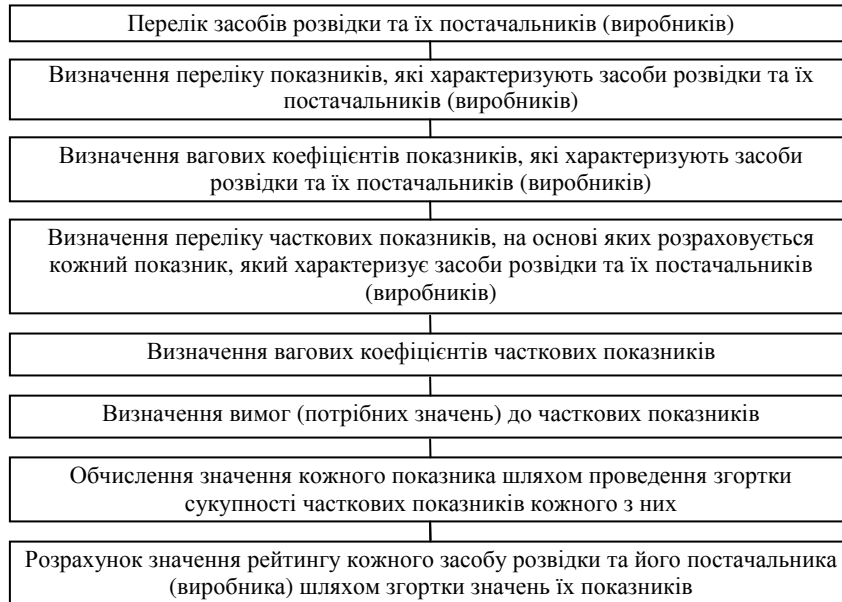 Перелік засобів розвідки та їх постачальників (виробників)
Визначення переліку показників, які характеризують засоби розвідки та їх
постачальників (виробників)
Визначення вагових коефіцієнтів показників, які характеризують засоби
розвідки та їх постачальників (виробників)
Визначення переліку часткових показників, на основі яких розраховується
кожний показник, який характеризує засоби розвідки та їх постачальників
(виробників)
Визначення вагових коефіцієнтів часткових показників
Визначення вимог (потрібних значень) до часткових показників
Обчислення значення кожного показника шляхом проведення згортки
сукупності часткових показників кожного з них
Розрахунок значення рейтингу кожного засобу розвідки та його постачальника
(виробника) шляхом згортки значень їх показників